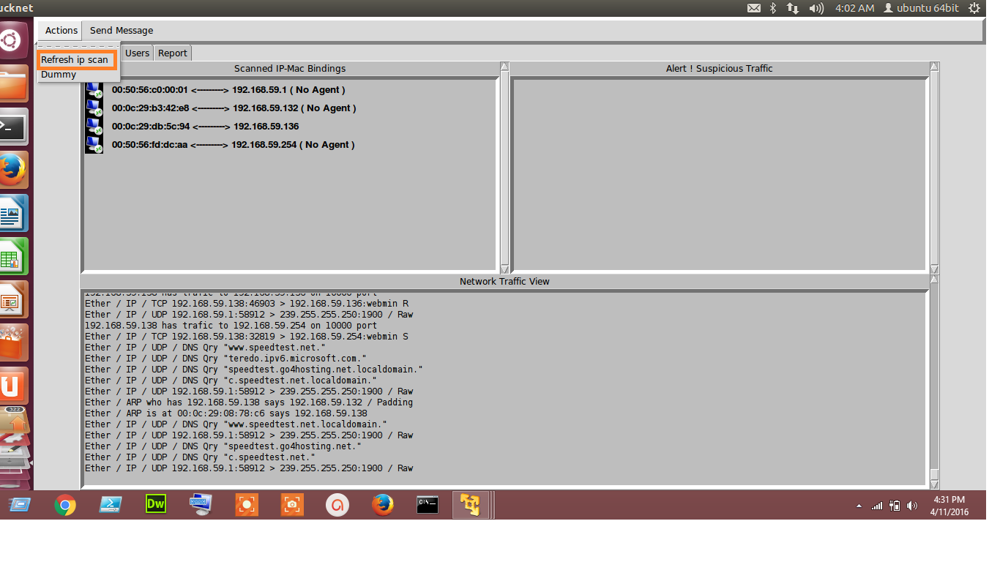 ucknet
4:02 AM ubuntu 64bit
Actions Send Message
Refresh ip scan
Dummy
Users Report
Scanned IP-Mac Bindings
00:50:56:c0:00:01 <---------> 192.168.59.1 ( No Agent )
00:0c:29:b3:42:e8 <---------> 192.168.59.132 ( No Agent )
00:0c:29:db:5c:94 <---------> 192.168.59.136
00:50:56:fd:dc:aa <---------> 192.168.59.254 ( No Agent )
Alert ! Suspicious Traffic
Network Traffic View
Ether / IP / TCP 192.168.59.138:46903 > 192.168.59.136:webmin R
Ether / IP / UDP 192.168.59.1:58912 > 239.255.255.250:1900 / Raw
192.168.59.138 has trafic to 192.168.59.254 on 10000 port
Ether / IP / TCP 192.168.59.138:32819 > 192.168.59.254:webmin S
Ether / IP / UDP / DNS Qry "www.speedtest.net."
Ether / IP / UDP / DNS Qry "teredo.ipv6.microsoft.com."
Ether / IP / UDP / DNS Qry "speedtest.go4hosting.net.localdomain."
Ether / IP / UDP / DNS Qry "c.speedtest.net.localdomain."
Ether / IP / UDP 192.168.59.1:58912 > 239.255.255.250:1900 / Raw
Ether / ARP who has 192.168.59.138 says 192.168.59.132 / Padding
Ether / ARP is at 00:0c:29:08:78:c6 says 192.168.59.138
Ether / IP / UDP / DNS Qry "www.speedtest.net.localdomain."
Ether / IP / UDP 192.168.59.1:58912 > 239.255.255.250:1900 / Raw
Ether / IP / UDP / DNS Qry "speedtest.go4hosting.net."
Ether / IP / UDP / DNS Qry "c.speedtest.net."
Ether / IP / UDP 192.168.59.1:58912 > 239.255.255.250:1900 / Raw
322
Dw
C:\
4:31 PM
4/11/2016